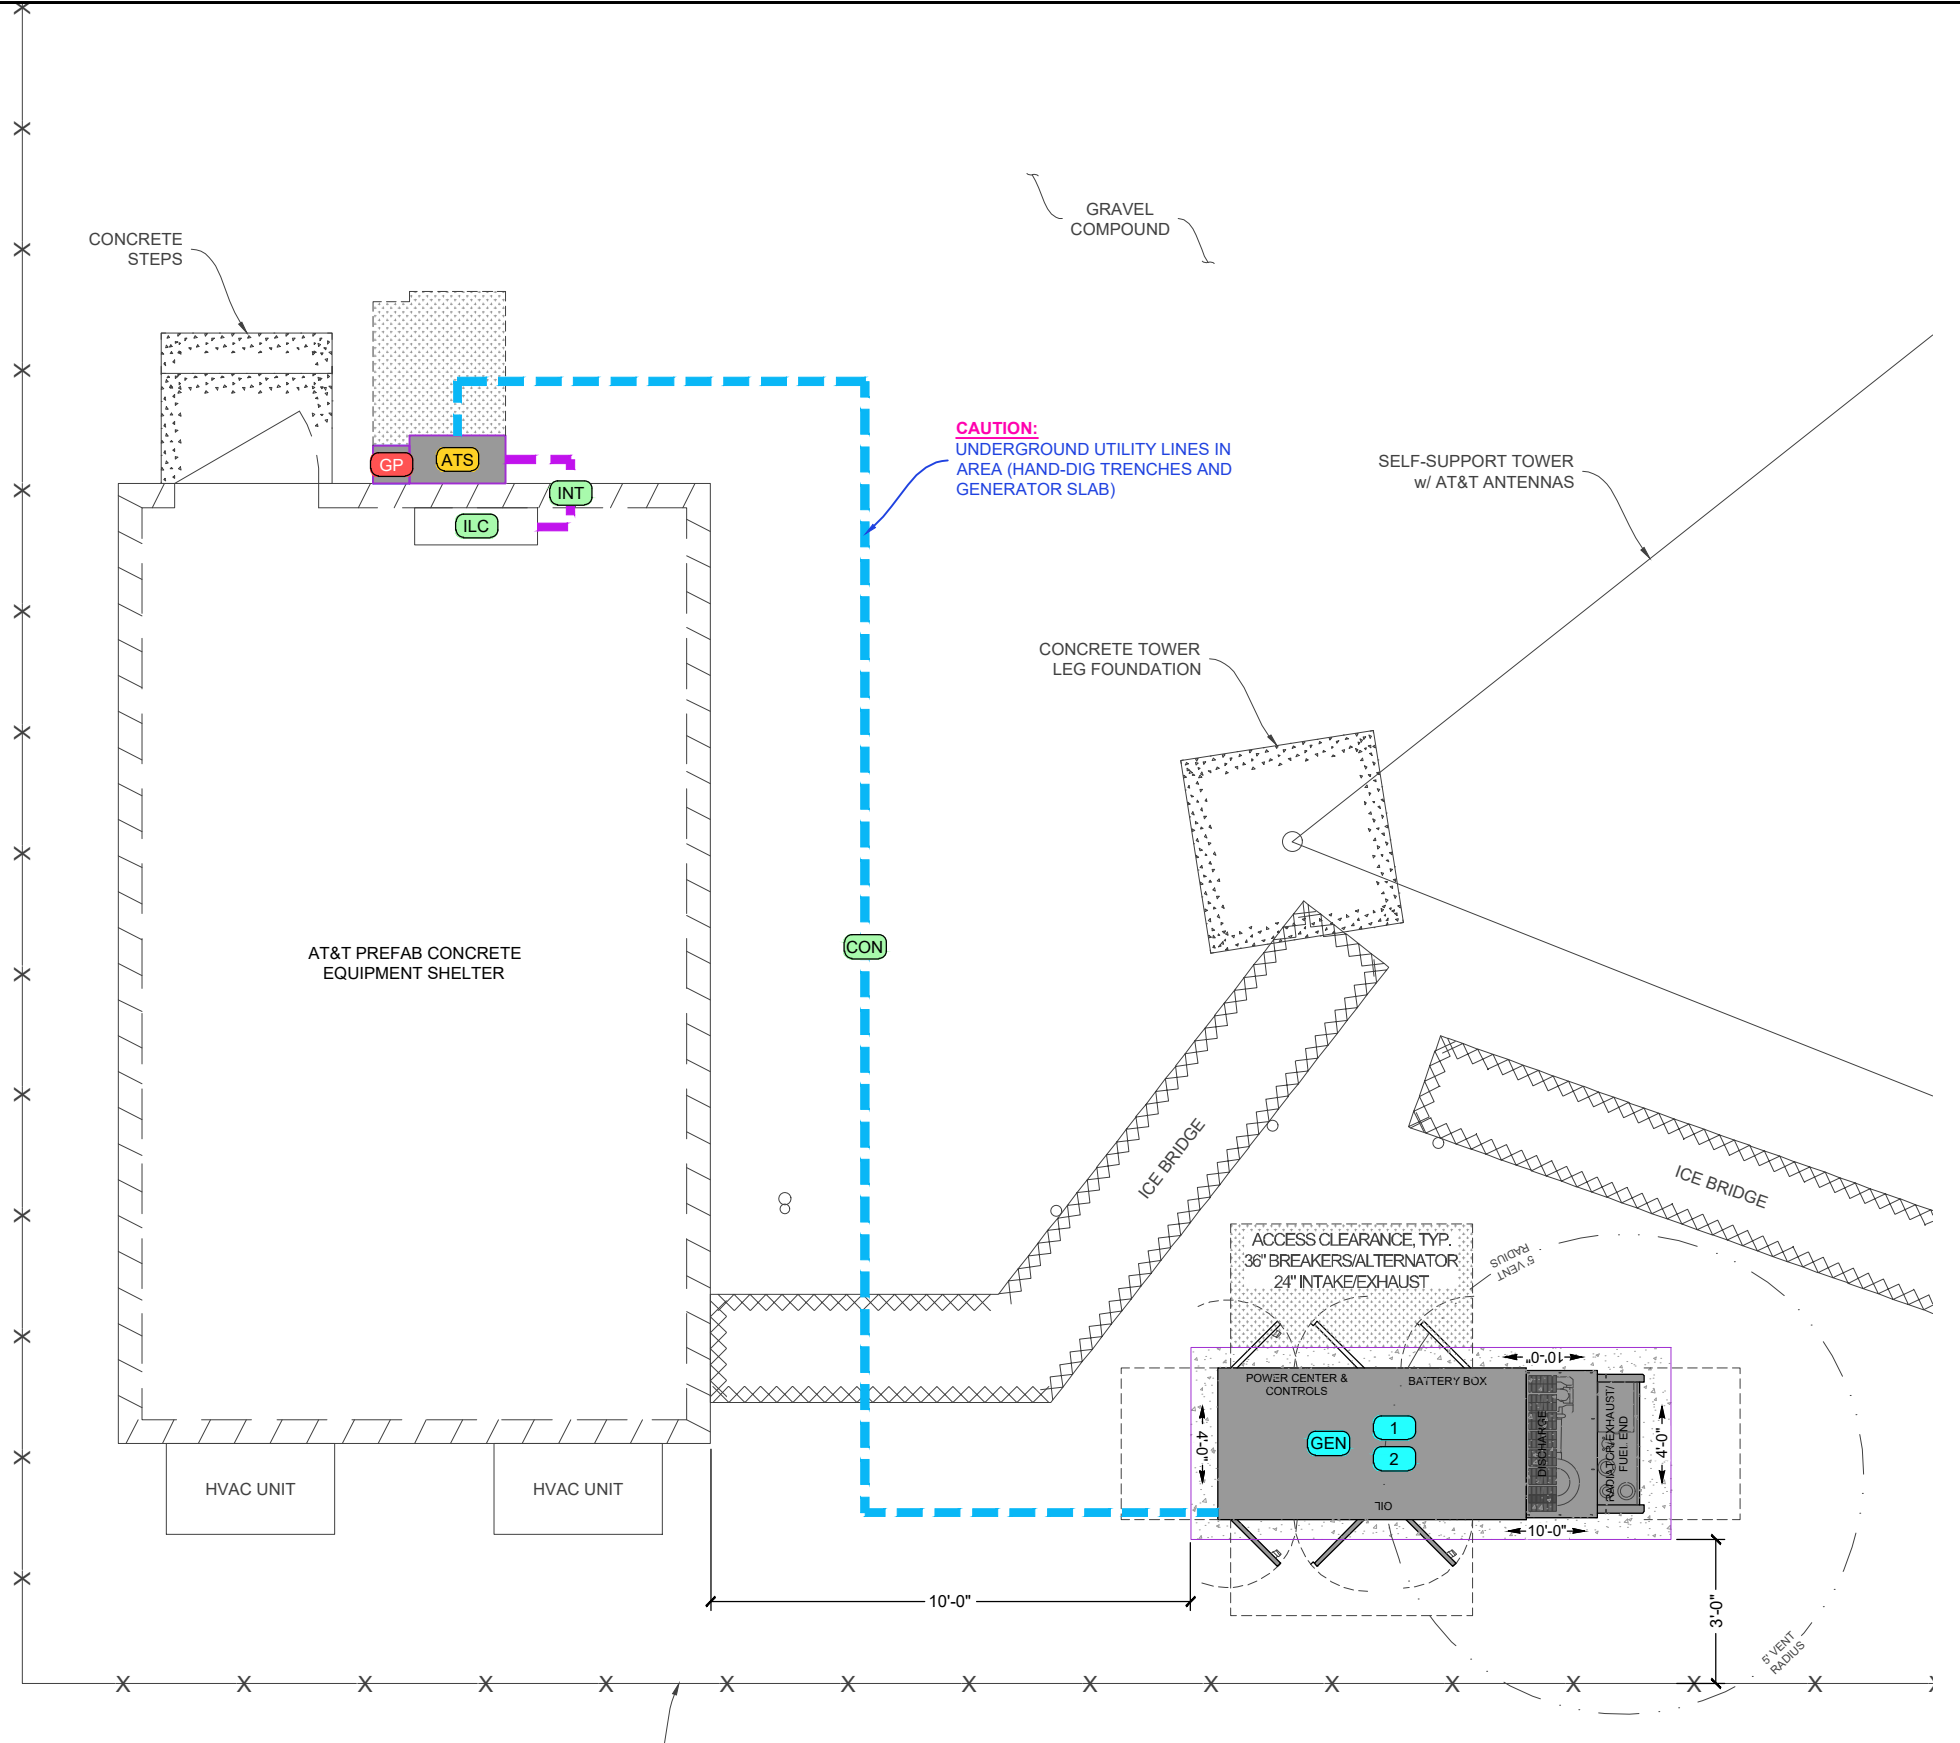 GRAVEL
COMPOUND
CONCRETE
STEPS
CAUTION:
UNDERGROUND UTILITY LINES IN
AREA (HAND-DIG TRENCHES AND
GENERATOR SLAB)
SELF-SUPPORT TOWER
w/ AT&T ANTENNAS
GP
ATS
INT
ILC
CONCRETE TOWER
LEG FOUNDATION
CON
AT&T PREFAB CONCRETE
EQUIPMENT SHELTER
ICE BRIDGE
ICE BRIDGE
ACCESS CLEARANCE, TYP.
36" BREAKERS/ALTERNATOR
24" INTAKE/EXHAUST
5' VENT
RADIUS
10'-0"
POWER CENTER &
CONTROLS
BATTERY BOX
4'-0"
GEN
1
2
DISCHARGE
RADIATOR/EXHAUST/
FUEL END
4'-0"
OIL
10'-0"
HVAC UNIT
HVAC UNIT
10'-0"
3'-0"
5' VENT
RADIUS